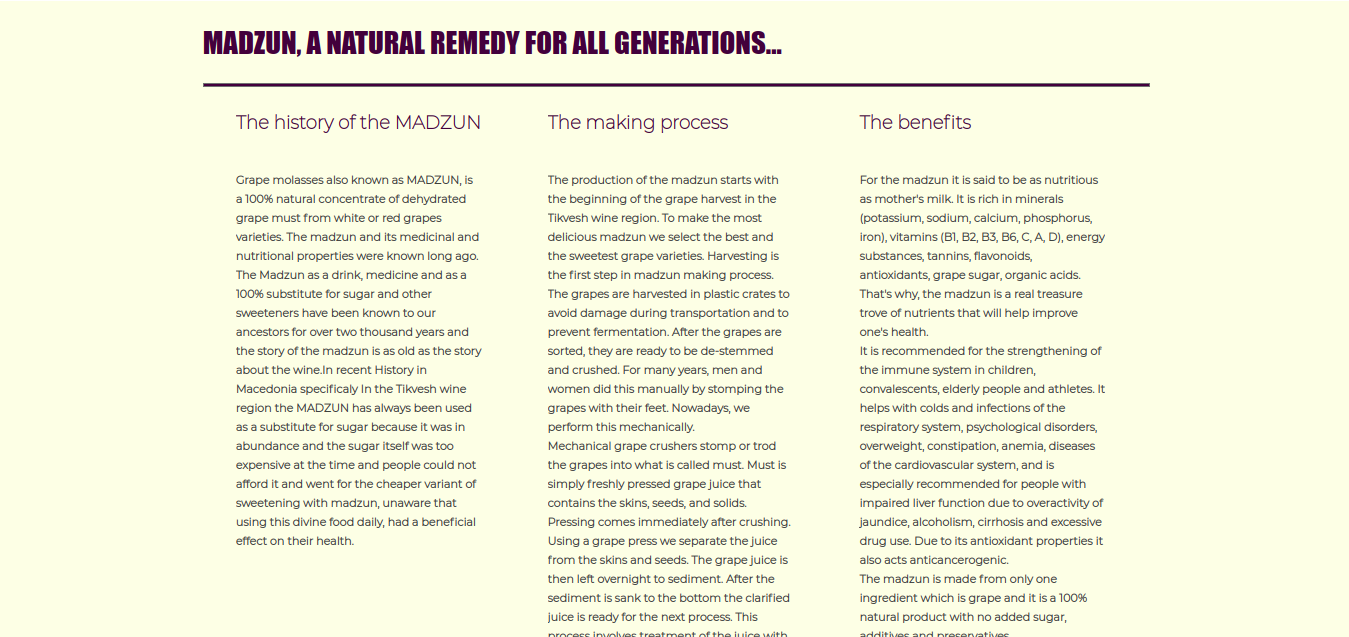 MADZUN, A NATURAL REMEDY FOR ALL GENERATIONS...
The history of the MADZUN
Grape molasses also known as MADZUN, is
a 100% natural concentrate of dehydrated
grape must from white or red grapes
varieties. The madzun and its medicinal and
nutritional properties were known long ago.
The Madzun as a drink, medicine and as a
100% substitute for sugar and other
sweeteners have been known to our
ancestors for over two thousand years and
the story of the madzun is as old as the story
about the wine.In recent History in
Macedonia specificaly In the Tikvesh wine
region the MADZUN has always been used
as a substitute for sugar because it was in
abundance and the sugar itself was too
expensive at the time and people could not
afford it and went for the cheaper variant of
sweetening with madzun, unaware that
using this divine food daily, had a beneficial
effect on their health.
The making process
The production of the madzun starts with
the beginning of the grape harvest in the
Tikvesh wine region. To make the most
delicious madzun we select the best and
the sweetest grape varieties. Harvesting is
the first step in madzun making process.
The grapes are harvested in plastic crates to
avoid damage during transportation and to
prevent fermentation. After the grapes are
sorted, they are ready to be de-stemmed
and crushed. For many years, men and
women did this manually by stomping the
grapes with their feet. Nowadays, we
perform this mechanically.
Mechanical grape crushers stomp or trod
the grapes into what is called must. Must is
simply freshly pressed grape juice that
contains the skins, seeds, and solids.
Pressing comes immediately after crushing.
Using a grape press we separate the juice
from the skins and seeds. The grape juice is
then left overnight to sediment. After the
sediment is sank to the bottom the clarified
juice is ready for the next process. This
process involves treatment of the juice with
The benefits
For the madzun it is said to be as nutritious
as mother's milk. It is rich in minerals
(potassium, sodium, calcium, phosphorus,
iron), vitamins (B1, B2, B3, B6, C, A, D), energy
substances, tannins, flavonoids,
antioxidants, grape sugar, organic acids.
That's why, the madzun is a real treasure
trove of nutrients that will help improve
one's health.
It is recommended for the strengthening of
the immune system in children,
convalescents, elderly people and athletes. It
helps with colds and infections of the
respiratory system, psychological disorders,
overweight, constipation, anemia, diseases
of the cardiovascular system, and is
especially recommended for people with
impaired liver function due to overactivity of
jaundice, alcoholism, cirrhosis and excessive
drug use. Due to its antioxidant properties it
also acts anticancerogenic.
The madzun is made from only one
ingredient which is grape and it is a 100%
natural product with no added sugar,
additives and preservatives.